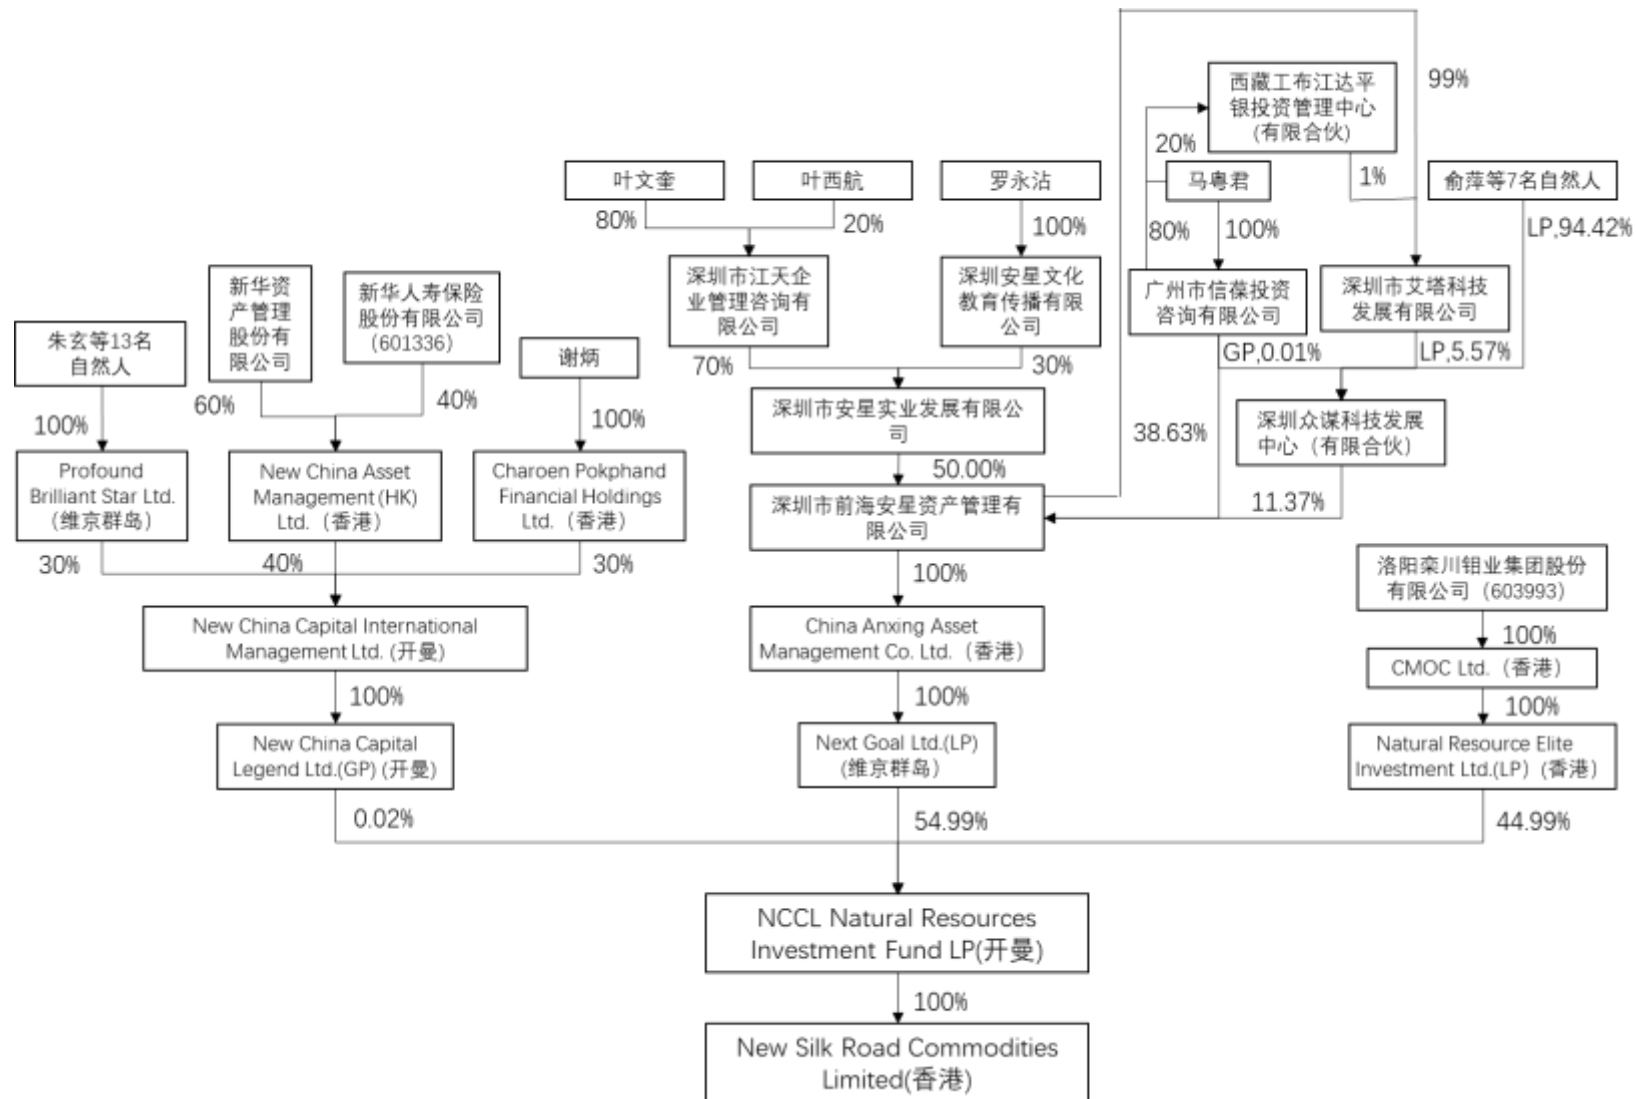 99%
西藏工布江达平
银投资管理中心
(有限合伙)
20%
1%
叶文奎
叶西航
罗永沾
马粤君
俞萍等7名自然人
80%
20%
100%
80%
100%
LP,94.42%
新华资
产管理
股份有
限公司
新华人寿保险
股份有限公司
（601336）
深圳市江天企
业管理咨询有
限公司
深圳安星文化
教育传播有限
公司
广州市信葆投资
咨询有限公司
深圳市艾塔科技
发展有限公司
朱玄等13名
自然人
谢炳
70%
30%
GP,0.01%
LP,5.57%
60%
40%
100%
100%
深圳市安星实业发展有限公
司
38.63%
深圳众谋科技发展
中心（有限合伙）
Profound
Brilliant Star Ltd.
（维京群岛）
New China Asset
Management (HK)
Ltd.（香港）
Charoen Pokphand
Financial Holdings
Ltd.（香港）
50.00%
深圳市前海安星资产管理有
限公司
11.37%
30%
40%
30%
100%
洛阳栾川钼业集团股份
有限公司（603993）
New China Capital International
Management Ltd. (开曼)
China Anxing Asset
Management Co. Ltd.（香港）
100%
CMOC Ltd.（香港）
100%
100%
100%
New China Capital
Legend Ltd.(GP) (开曼)
Next Goal Ltd.(LP)
(维京群岛）
Natural Resource Elite
Investment Ltd.(LP)（香港）
0.02%
54.99%
44.99%
NCCL Natural Resources
Investment Fund LP(开曼)
100%
New Silk Road Commodities
Limited(香港)